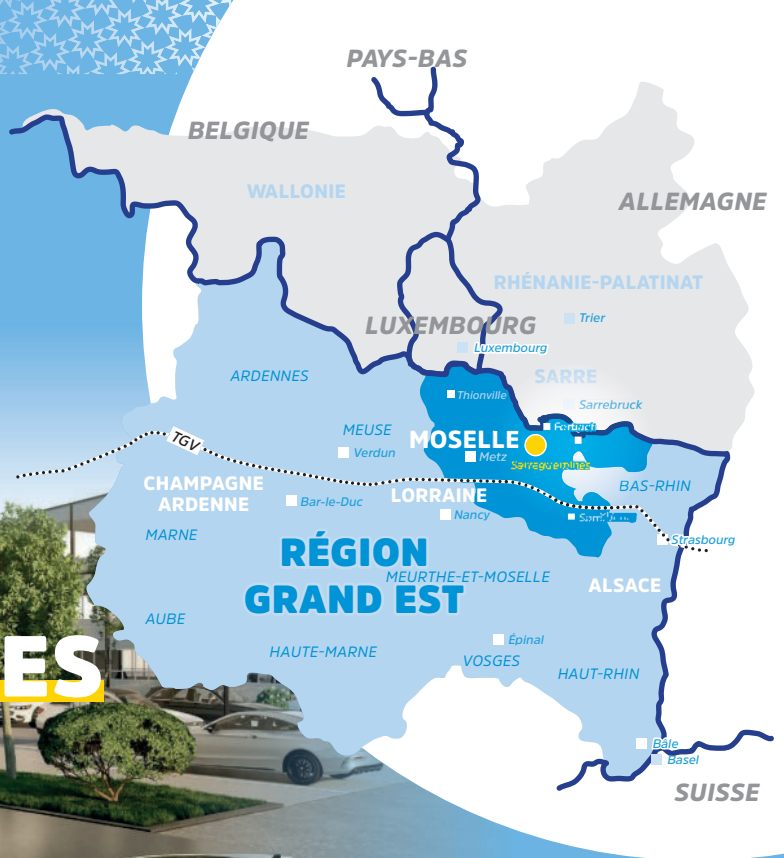 PAYS-BAS
BELGIQUE
WALLONIE
ALLEMAGNE
RHÉNANIE-PALATINAT
Trier
LUXEMBOURG
Luxembourg
ARDENNES
SARRE
Thionville
Sarrebruck
Forbach
MEUSE
MOSELLE
TGV
Verdun
Metz
Sarreguemines
CHAMPAGNE
ARDENNE
LORRAINE
BAS-RHIN
Bar-le-Duc
Nancy
MARNE
Strasbourg
RÉGION
GRAND EST
MEURTHE-ET-MOSELLE
ALSACE
AUBE
ES
Épinal
HAUTE-MARNE
VOSGES
HAUT-RHIN
Bâle
Basel
SUISSE